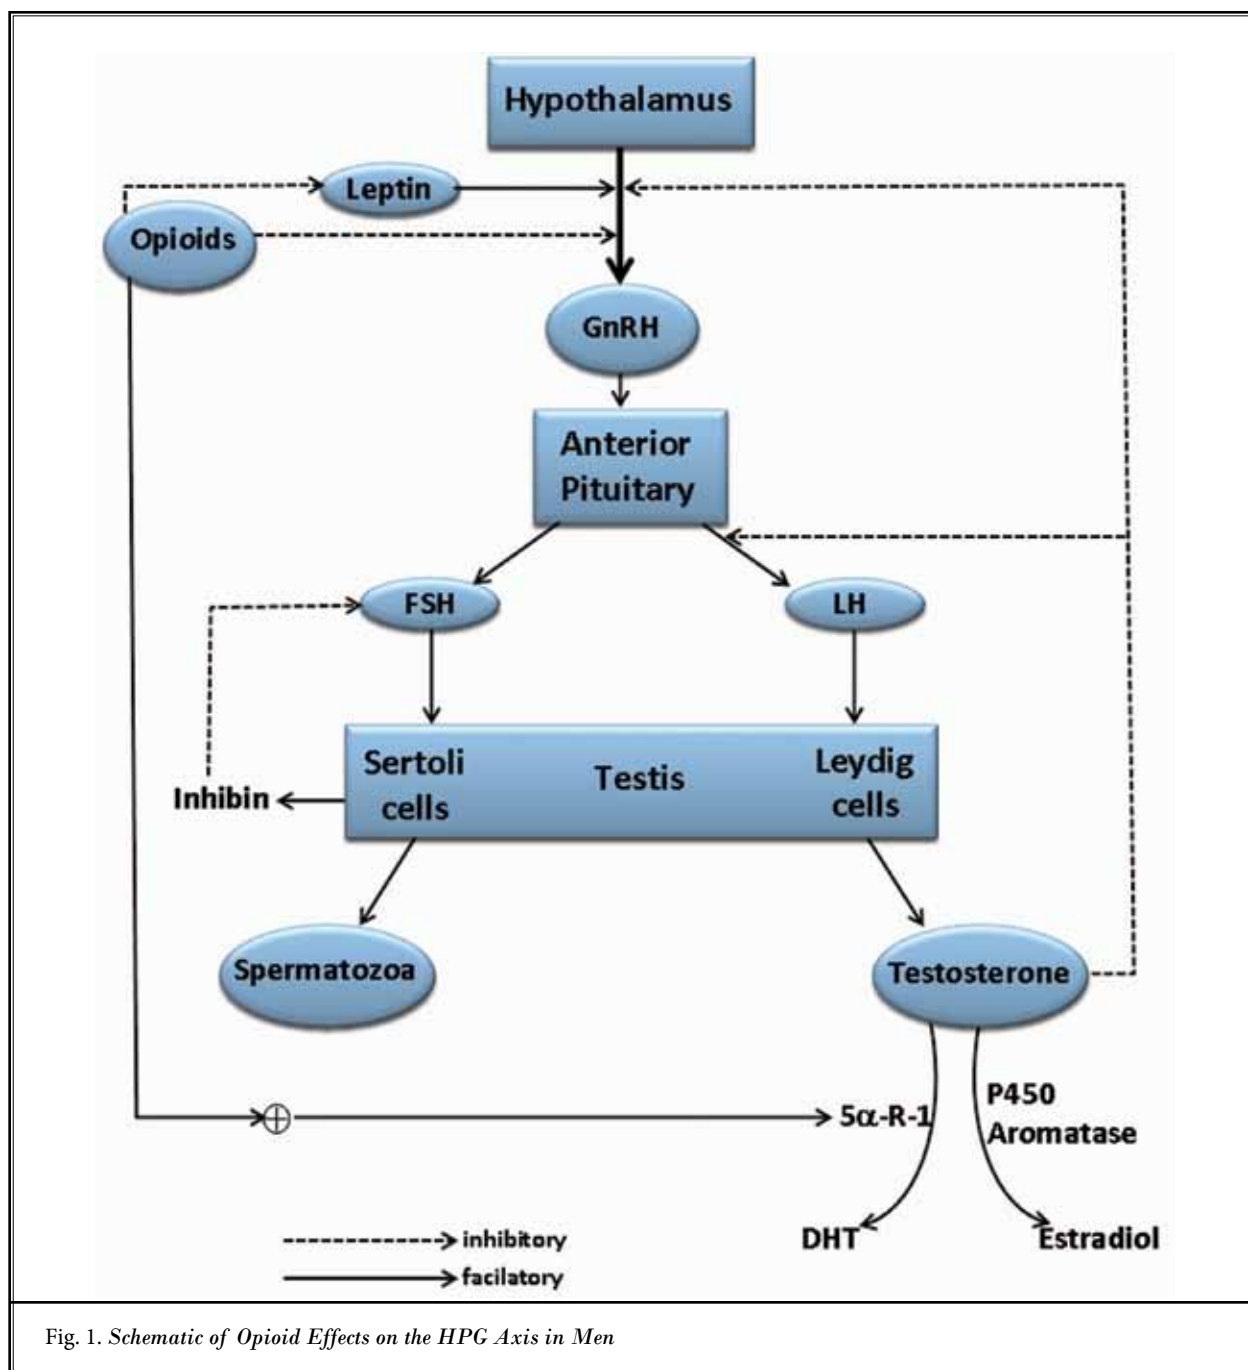 Hypothalamus
Leptin
Opioids
GnRH
Anterior
Pituitary
FSH
LH
Sertoli
cells
Testis
Leydig
cells
Inhibin
Spermatozoa
Testosterone
5α-R-1
P450
Aromatase
DHT
Estradiol
inhibitory
facilatory
Fig. 1. Schematic of Opioid Effects on the HPG Axis in Men